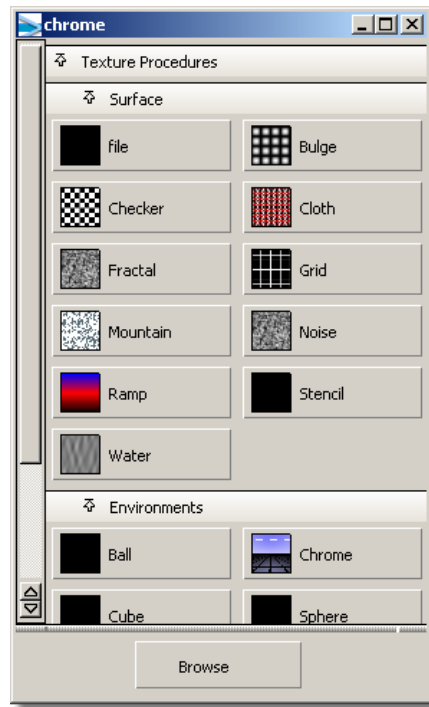 chrome
Texture Procedures
Surface
file Bulge
Checker Cloth
Fractal Grid
Mountain Noise
Ramp Stencil
Water
Environments
Ball Chrome
Cube Sphere
Browse